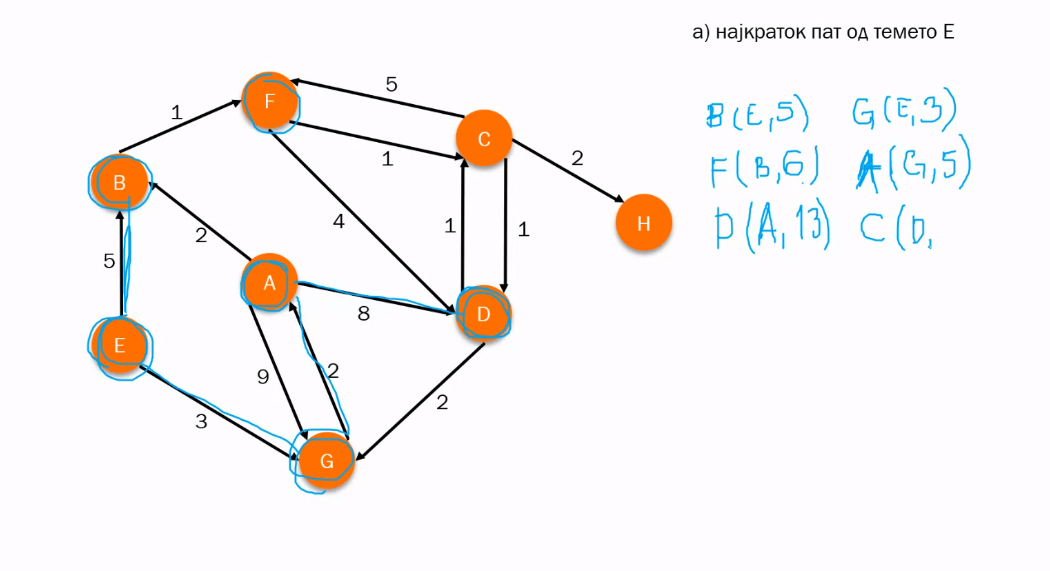 а) најкраток пат од темето Е
5
F
1
C
B(E,5) G(E,3)
1
2
B
F(B,6) A(G,5)
4
H
2
1
1
D(A,13) C(D,
5
A
8
D
E
9
2
3
2
G